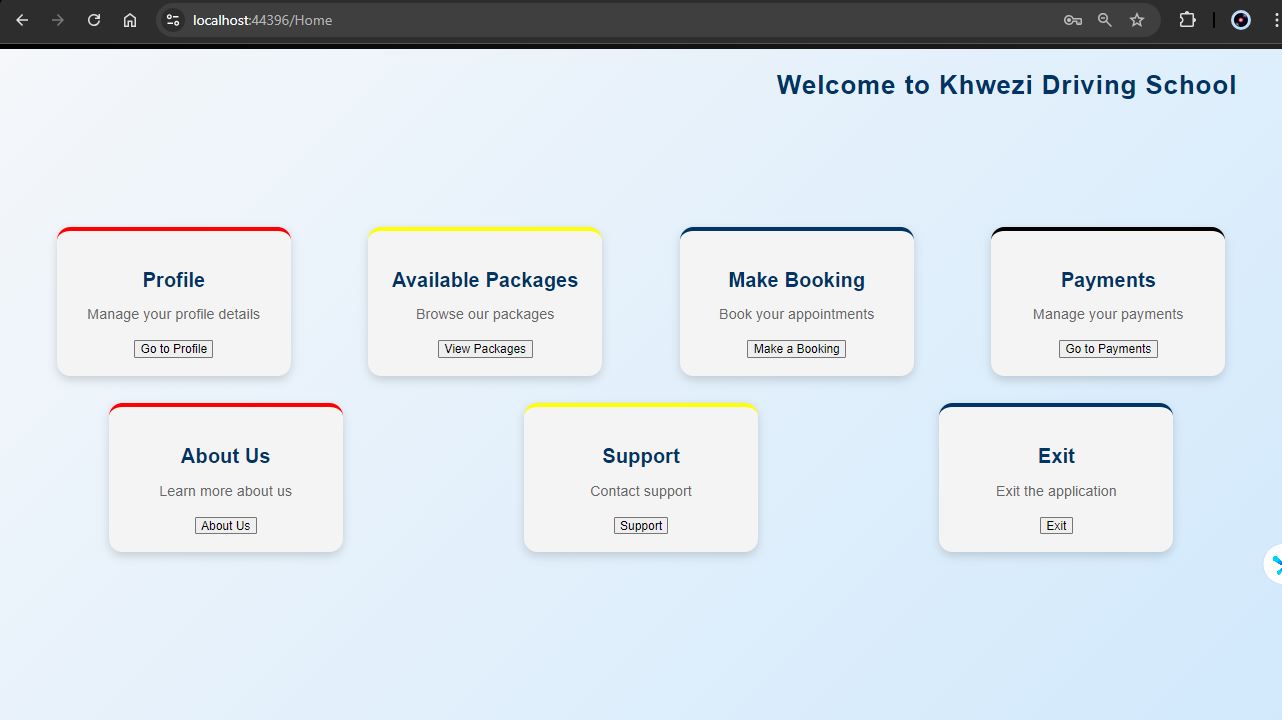 localhost:44396/Home
Welcome to Khwezi Driving School
Profile
Manage your profile details
Go to Profile
Available Packages
Browse our packages
View Packages
Make Booking
Book your appointments
Make a Booking
Payments
Manage your payments
Go to Payments
About Us
Learn more about us
About Us
Support
Contact support
Support
Exit
Exit the application
Exit